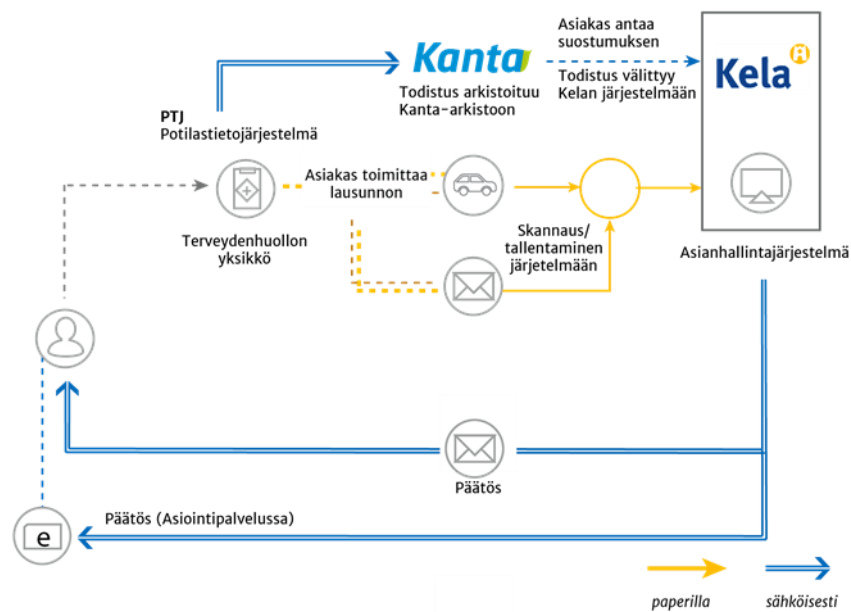 Asiakas antaa
suostumuksen
Kanta
Kela
Todistus arkistoituu
Kanta-arkistoon
Todistus välittyy
Kelan järjestelmään
PTJ
Potilastietojärjestelmä
Asiakas toimittaa
lausunnon
Terveydenhuollon
yksikkö
Skannaus/
tallentaminen
järjetelmään
Asianhallintajärjestelmä
Päätös
Päätös (Asiointipalvelussa)
e
paperilla
sähköisesti